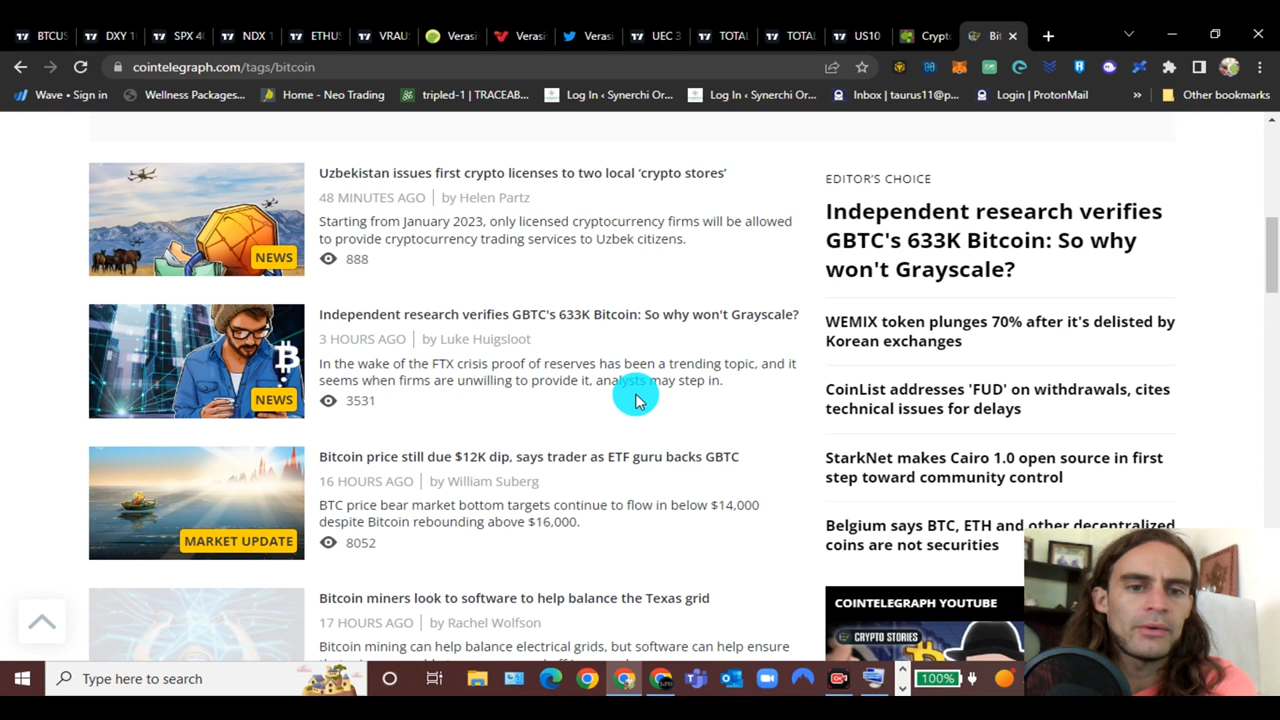 BTCUS
DXY 1
SPX 4
NDX 1
ETHUS
VRAU
Veras
Veras
Veras
UEC 3
TOTAL
TOTAL
US10
Crypto
Bit
cointelegraph.com/tags/bitcoin
Wave • Sign in
Wellness Packages...
Home - Neo Trading
tripled-1 | TRACEAB...
Log In ‹ Synerchi Or...
Log In ‹ Synerchi Or...
Inbox | taurus11@p...
Login | ProtonMail
»
Other bookmarks
Uzbekistan issues first crypto licenses to two local ‘crypto stores’
48 MINUTES AGO | by Helen Partz
Starting from January 2023, only licensed cryptocurrency firms will be allowed
to provide cryptocurrency trading services to Uzbek citizens.
888
NEWS
Independent research verifies GBTC's 633K Bitcoin: So why won't Grayscale?
3 HOURS AGO | by Luke Huigsloot
In the wake of the FTX crisis proof of reserves has been a trending topic, and it
seems when firms are unwilling to provide it, analysts may step in.
3531
NEWS
Bitcoin price still due $12K dip, says trader as ETF guru backs GBTC
16 HOURS AGO | by William Suberg
BTC price bear market bottom targets continue to flow in below $14,000
despite Bitcoin rebounding above $16,000.
8052
MARKET UPDATE
Bitcoin miners look to software to help balance the Texas grid
17 HOURS AGO | by Rachel Wolfson
Bitcoin mining can help balance electrical grids, but software can help ensure
EDITOR’S CHOICE
Independent research verifies
GBTC's 633K Bitcoin: So why
won't Grayscale?
WEMIX token plunges 70% after it's delisted by
Korean exchanges
CoinList addresses 'FUD' on withdrawals, cites
technical issues for delays
StarkNet makes Cairo 1.0 open source in first
step toward community control
Belgium says BTC, ETH and other decentralized
coins are not securities
COINTELEGRAPH YOUTUBE
CRYPTO STORIES
Type here to search
100%